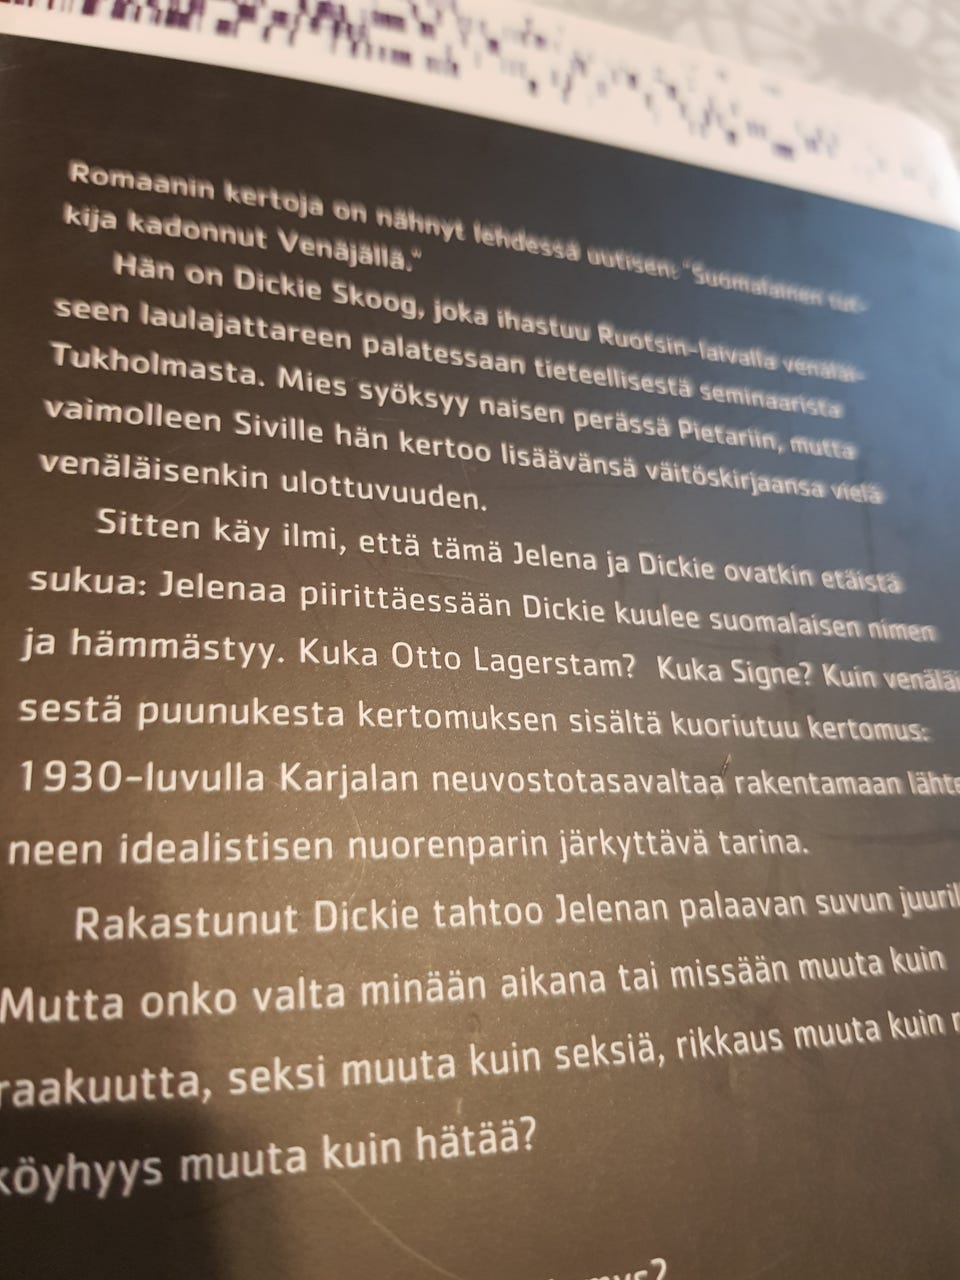 Romaanin kertoja on nähnyt lehdessä uutisen: "Suomalainen tut-
kija kadonnut Venäjällä."
Hän on Dickie Skoog, joka ihastuu Ruotsin-laivalla venäläi-
seen laulajattareen palatessaan tieteellisestä seminaarista
Tukholmasta. Mies syöksyy naisen perässä Pietariin, mutta
vaimolleen Siville hän kertoo lisäävänsä väitöskirjaansa vielä
venäläisenkin ulottuvuuden.
Sitten käy ilmi, että tämä Jelena ja Dickie ovatkin etäistä
sukua: Jelenaa piirittäessään Dickie kuulee suomalaisen nimen
ja hämmästyy. Kuka Otto Lagerstam? Kuka Signe? Kuin venäläi
sestä puunukesta kertomuksen sisältä kuoriutuu kertomus:
1930-luvulla Karjalan neuvostotasavaltaa rakentamaan lähte
neen idealistisen nuorenparin järkyttävä tarina.
Rakastunut Dickie tahtoo Jelenan palaavan suvun juuril
Mutta onko valta minään aikana tai missään muuta kuin
raakuutta, seksi muuta kuin seksiä, rikkaus muuta kuin
köyhyys muuta kuin hätää?